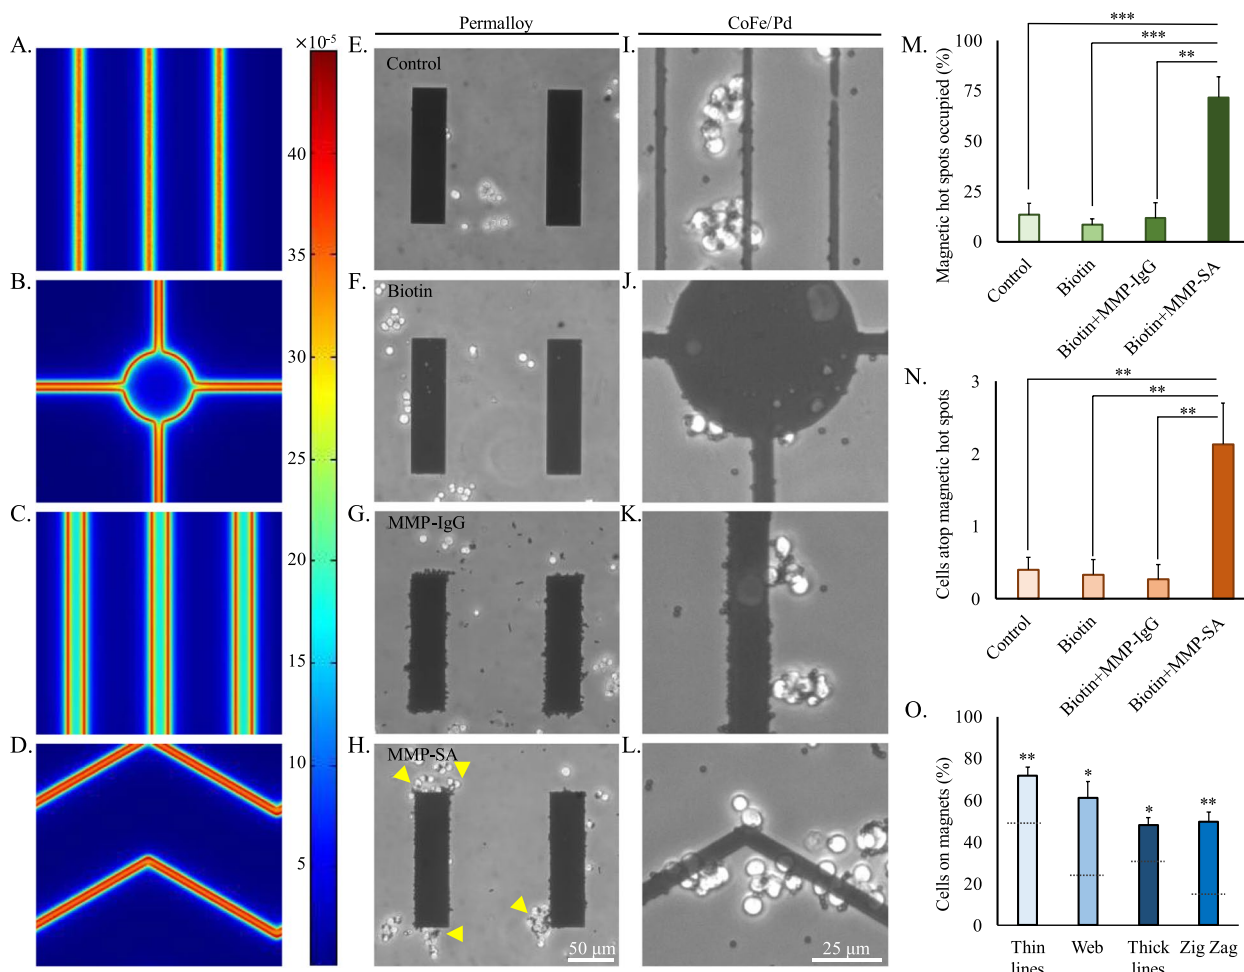 Permalloy
CoFe/Pd
A.
×10-5
40
35
30
25
20
15
10
5
B.
C.
D.
E.
Control
F.
Biotin
G.
MMP-IgG
H.
MMP-SA
50 μm
I.
J.
K.
L.
25 μm
M.
Magnetic hot spots occupied (%)
100
75
50
25
0
***
***
**
Control
Biotin
Biotin+MMP-IgG
Biotin+MMP-SA
N.
Cells atop magnetic hot spots
3
2
1
0
**
**
**
Control
Biotin
Biotin+MMP-IgG
Biotin+MMP-SA
O.
Cells on magnets (%)
100
80
60
40
20
0
**
*
*
**
Thin
lines
Web
Thick
lines
Zig Zag